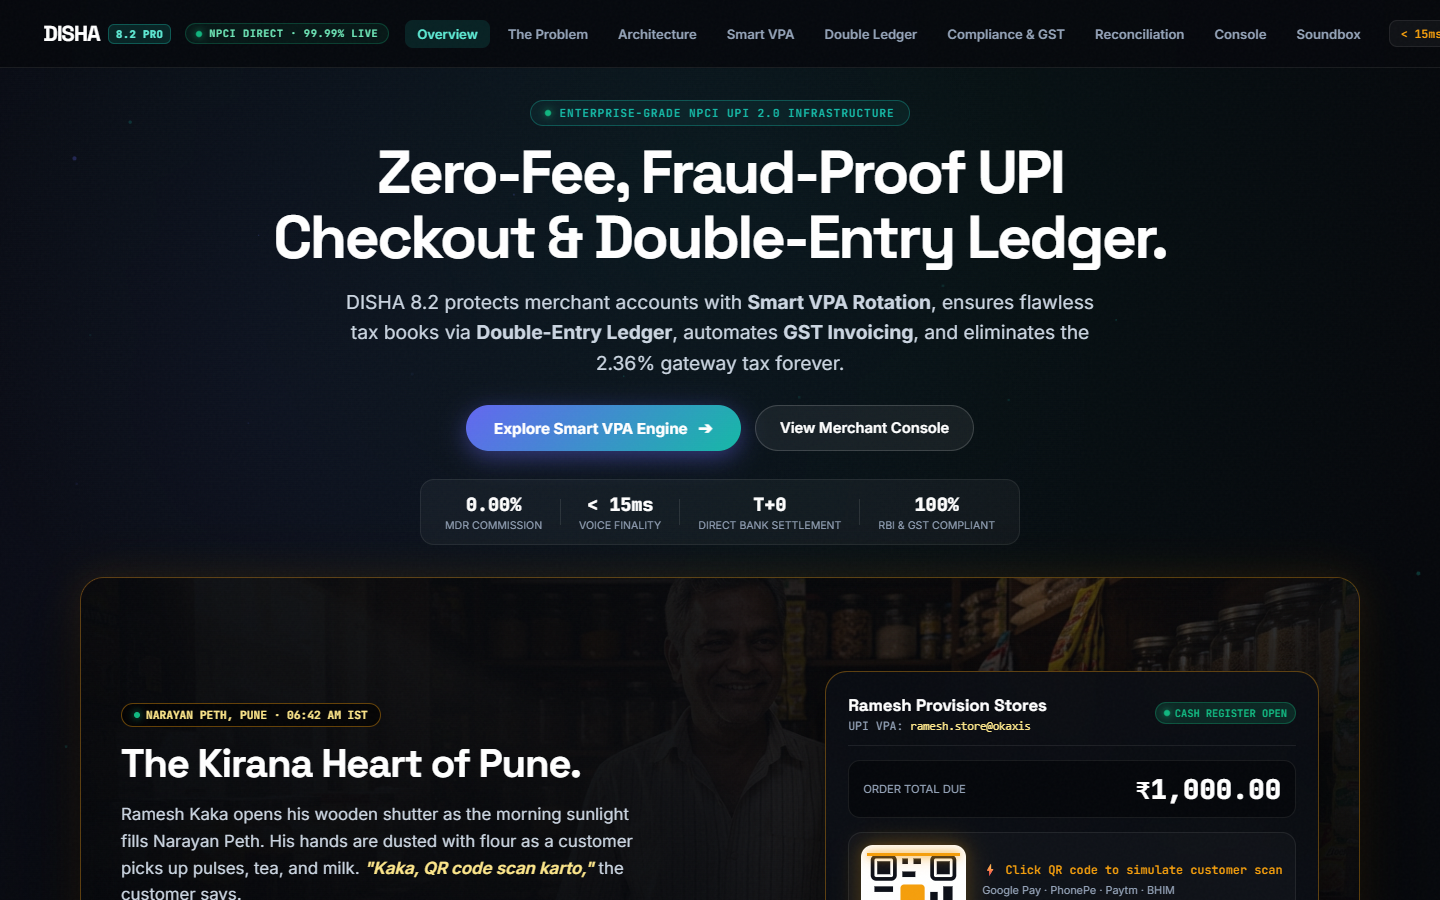 DISHA 8.2 PRO NPCI DIRECT · 99.99% LIVE Overview The Problem Architecture Smart VPA Double Ledger Compliance & GST Reconciliation Console Soundbox < 15ms
ENTERPRISE-GRADE NPCI UPI 2.0 INFRASTRUCTURE
Zero-Fee, Fraud-Proof UPI
Checkout & Double-Entry Ledger.
DISHA 8.2 protects merchant accounts with Smart VPA Rotation, ensures flawless
tax books via Double-Entry Ledger, automates GST Invoicing, and eliminates the
2.36% gateway tax forever.
Explore Smart VPA Engine ➔ View Merchant Console
0.00% < 15ms T+0 100%
MDR COMMISSION VOICE FINALITY DIRECT BANK SETTLEMENT RBI & GST COMPLIANT
NARAYAN PETH, PUNE · 06:42 AM IST
The Kirana Heart of Pune.
Ramesh Kaka opens his wooden shutter as the morning sunlight
fills Narayan Peth. His hands are dusted with flour as a customer
picks up pulses, tea, and milk. "Kaka, QR code scan karto," the
customer says.
Ramesh Provision Stores
UPI VPA: ramesh.store@okaxis
CASH REGISTER OPEN
ORDER TOTAL DUE ₹1,000.00
Click QR code to simulate customer scan
Google Pay · PhonePe · Paytm · BHIM